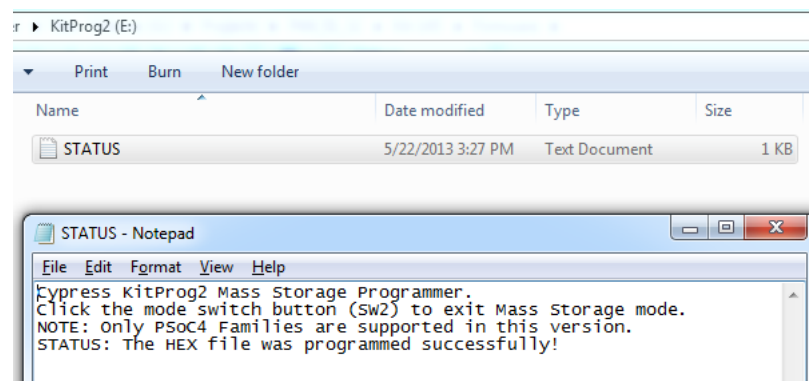 KitProg2 (E:)
Print Burn New folder
Name Date modified Type Size
STATUS 5/22/2013 3:27 PM Text Document 1 KB
STATUS - Notepad
File Edit Format View Help
Cypress KitProg2 Mass Storage Programmer.
Click the mode switch button (SW2) to exit Mass Storage mode.
NOTE: Only PSoC4 Families are supported in this version.
STATUS: The HEX file was programmed successfully!